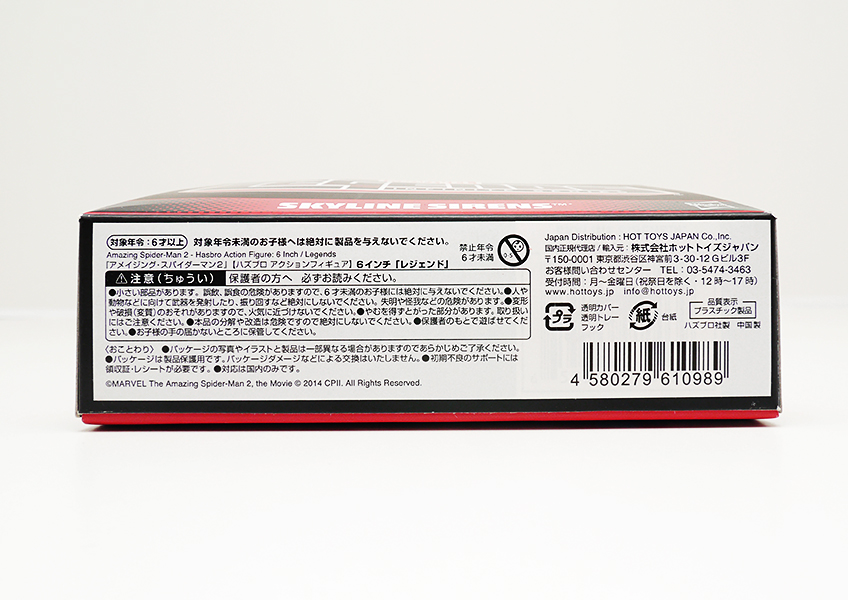 SKYLINE SIRENS™
対象年令:6才以上 対象年令未満のお子様へは絶対に製品を与えないでください。
禁止年令
6才未満
0-5
Amazing Spider-Man 2 - Hasbro Action Figure: 6 Inch / Legends
「アメイジング・スパイダーマン2」【ハズブロ アクションフィギュア】6インチ「レジェンド」
注意(ちゅうい) 保護者の方へ 必ずお読みください。
●小さい部品があります。誤飲、誤食の危険がありますので、6才未満のお子様には絶対に与えないでください。●人や
動物などに向けて武器を発射したり、振り回すなど絶対にしないでください。失明や怪我などの危険があります。●変形
や破損(変質)のおそれがありますので、火気に近づけないでください。●やむを得ずとがった部分があります。取り扱い
にはご注意ください。●本品の分解や改造は危険ですので絶対にしないでください。●保護者のもとで遊ばせてくだ
さい。●お子様の手の届かないところに保管してください。
〈おことわり〉 ●パッケージの写真やイラストと製品は一部異なる場合がありますのであらかじめご了承ください。
●パッケージは製品保護用です。パッケージダメージなどによる交換はいたしません。●初期不良のサポートには
領収証・レシートが必要です。●対応は国内のみです。
©MARVEL The Amazing Spider-Man 2, the Movie © 2014 CPII. All Rights Reserved.
Japan Distribution : HOT TOYS JAPAN Co.,Inc.
国内正規代理店/輸入元:株式会社ホットトイズジャパン
〒150-0001 東京都渋谷区神宮前3-30-12 Gビル3F
お客様問い合わせセンター TEL:03-5474-3463
受付時間:月～金曜日(祝祭日を除く・12時～17時)
www.hottoys.jp info@hottoys.jp
プラ
透明カバー
透明トレー
フック
紙
台紙
品質表示
プラスチック製品
ハズブロ社製 中国製
4 580279 610989